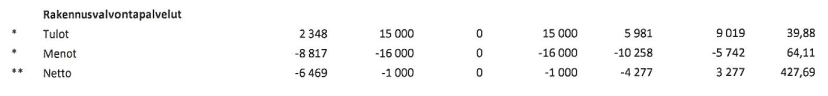 Rakennusvalvontapalvelut
* Tulot 2 348 15 000 0 15 000 5 981 9 019 39,88
* Menot -8 817 -16 000 0 -16 000 -10 258 -5 742 64,11
** Netto -6 469 -1 000 0 -1 000 -4 277 3 277 427,69